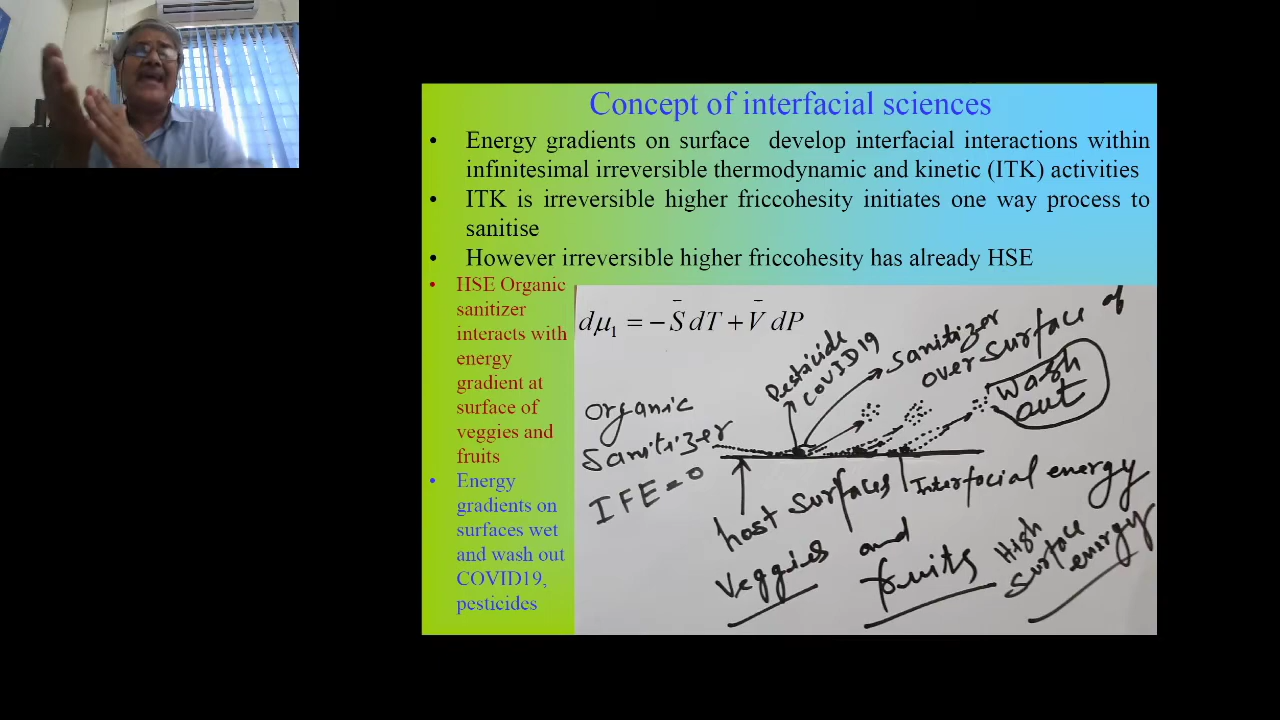 Concept of interfacial sciences
• Energy gradients on surface develop interfacial interactions within
infinitesimal irreversible thermodynamic and kinetic (ITK) activities
• ITK is irreversible higher friccohesity initiates one way process to
sanitise
• However irreversible higher friccohesity has already HSE
• HSE Organic
sanitizer
interacts with
energy
gradient at
surface of
veggies and
fruits
• Energy
gradients on
surfaces wet
and wash out
COVID19,
pesticides
dμ₁ = − S̄ dT + V̄ dP
Pesticide
COVID19
Sanitizer
over surface of
Wash
out
Organic
Sanitizer
IFE = 0
host surfaces
Veggies and
fruits
Interfacial energy
High
surface
energy